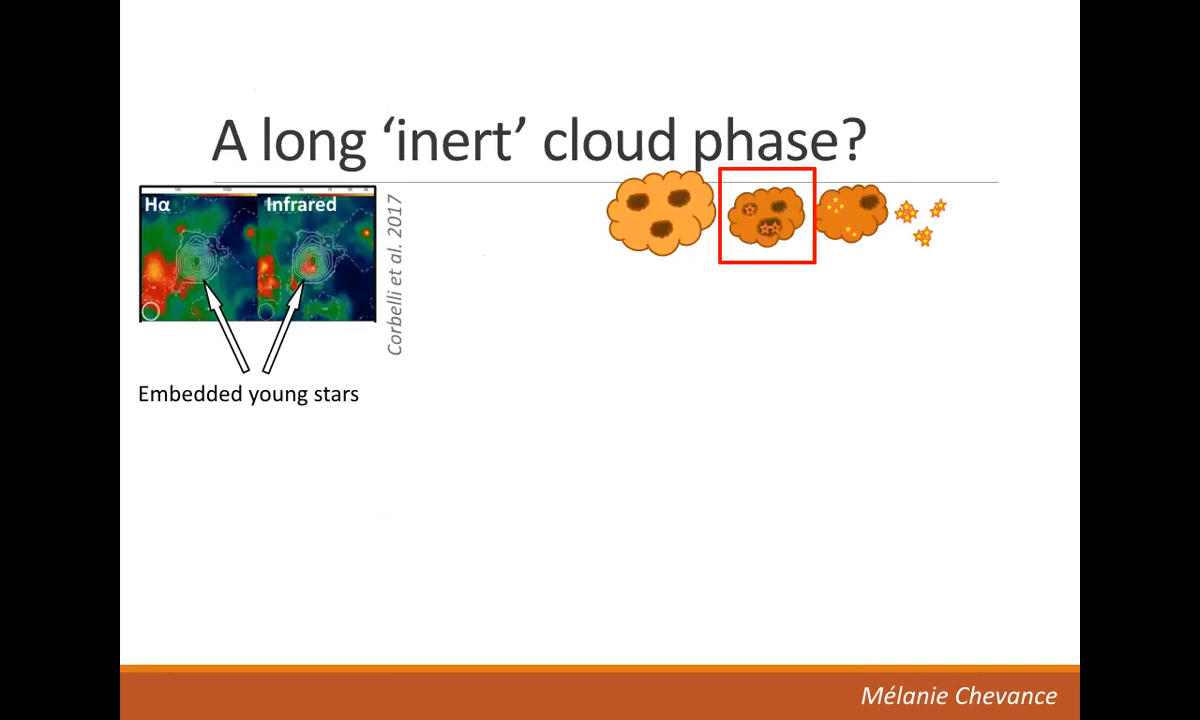 A long ‘inert’ cloud phase?
Hα
Infrared
Corbelli et al. 2017
Embedded young stars
Mélanie Chevance